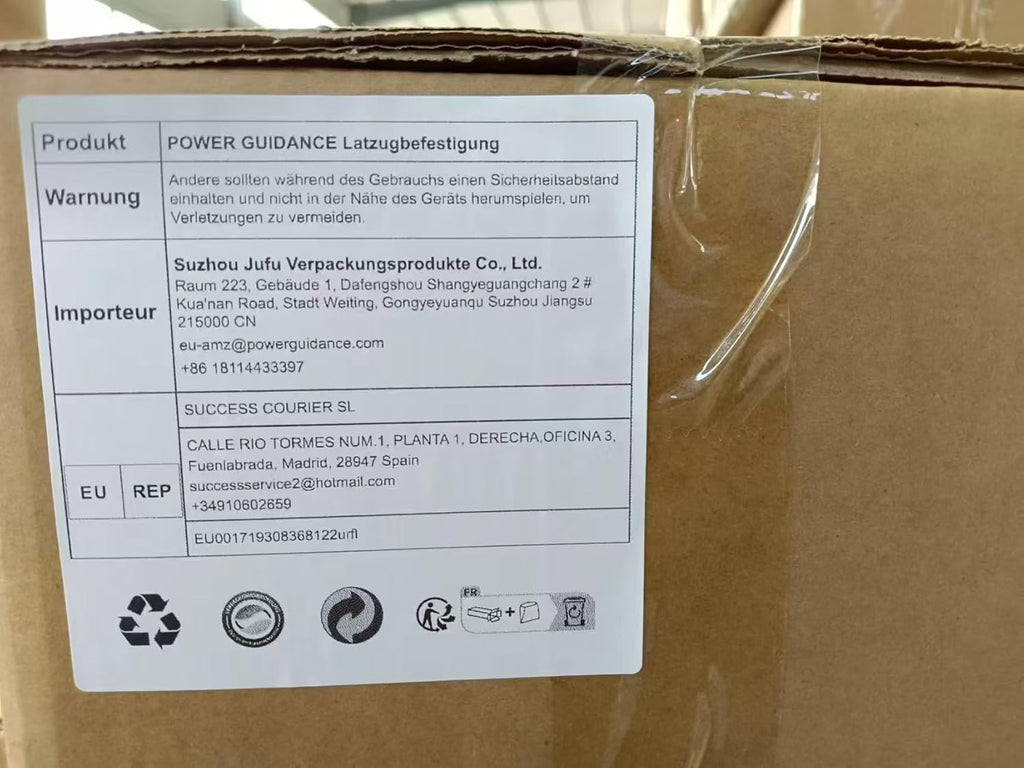 Produkt
POWER GUIDANCE Latzugbefestigung
Warnung
Andere sollten während des Gebrauchs einen Sicherheitsabstand
einhalten und nicht in der Nähe des Geräts herumspielen, um
Verletzungen zu vermeiden.
Importeur
Suzhou Jufu Verpackungsprodukte Co., Ltd.
Raum 223, Gebäude 1, Dafengshou Shangyeguangchang 2 #
Kua'nan Road, Stadt Weiting, Gongyeyuanqu Suzhou Jiangsu
215000 CN
eu-amz@powerguidance.com
+86 18114433397
EU REP
SUCCESS COURIER SL
CALLE RIO TORMES NUM.1, PLANTA 1, DERECHA,OFICINA 3,
Fuenlabrada, Madrid, 28947 Spain
successservice2@hotmail.com
+34910602659
EU001719308368122urfl
FR
+